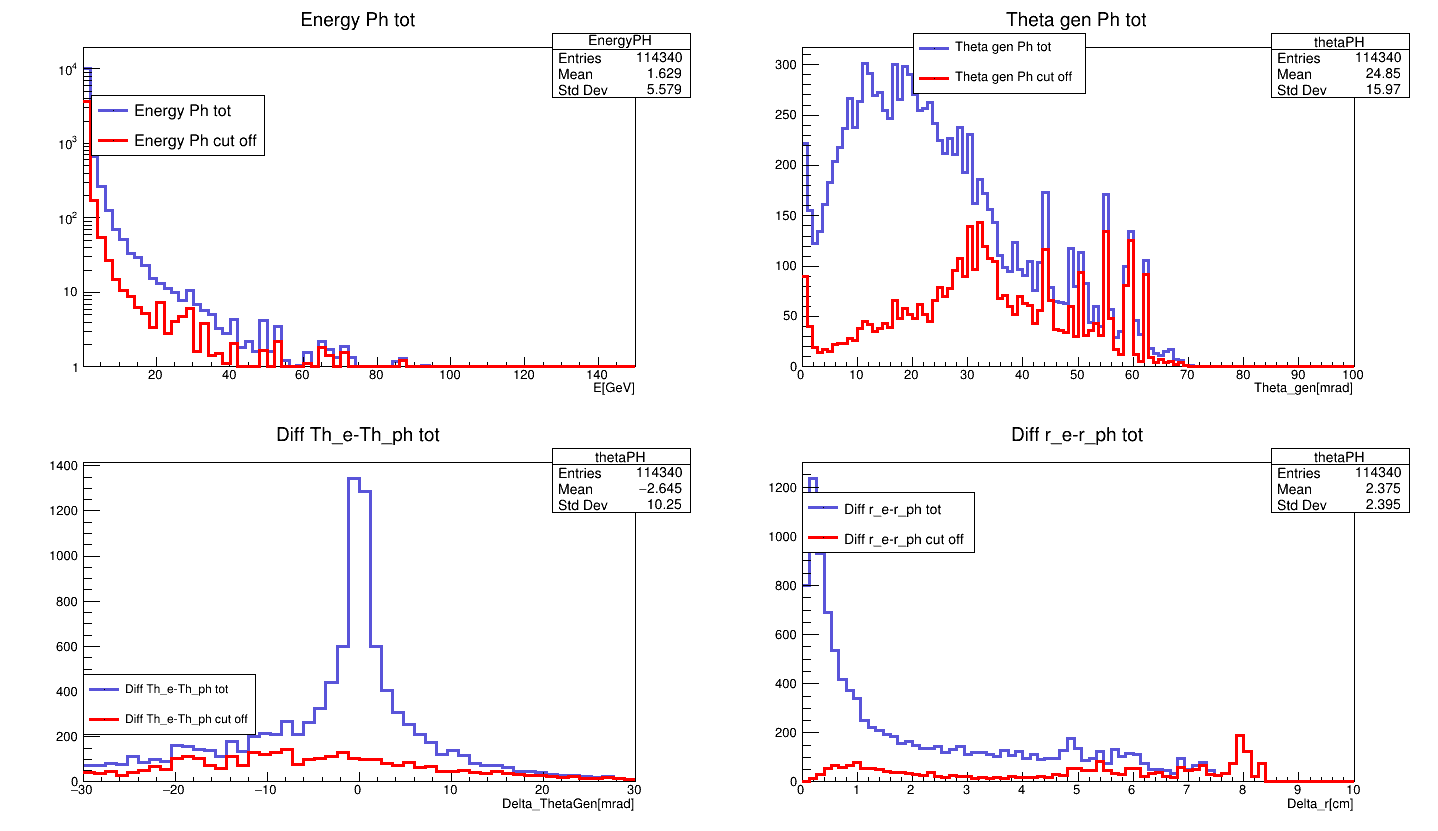 Energy Ph tot
EnergyPH
Entries 114340
Mean 1.629
Std Dev 5.579
Energy Ph tot
Energy Ph cut off
10^4
10^3
10^2
10
1
20 40 60 80 100 120 140
E[GeV]
Theta gen Ph tot
thetaPH
Entries 114340
Mean 24.85
Std Dev 15.97
Theta gen Ph tot
Theta gen Ph cut off
300
250
200
150
100
50
0
0 10 20 30 40 50 60 70 80 90 100
Theta_gen[mrad]
Diff Th_e-Th_ph tot
thetaPH
Entries 114340
Mean −2.645
Std Dev 10.25
Diff Th_e-Th_ph tot
Diff Th_e-Th_ph cut off
1400
1200
1000
800
600
400
200
0
−30 −20 −10 0 10 20 30
Delta_ThetaGen[mrad]
Diff r_e-r_ph tot
thetaPH
Entries 114340
Mean 2.375
Std Dev 2.395
Diff r_e-r_ph tot
Diff r_e-r_ph cut off
1200
1000
800
600
400
200
0
0 1 2 3 4 5 6 7 8 9 10
Delta_r[cm]